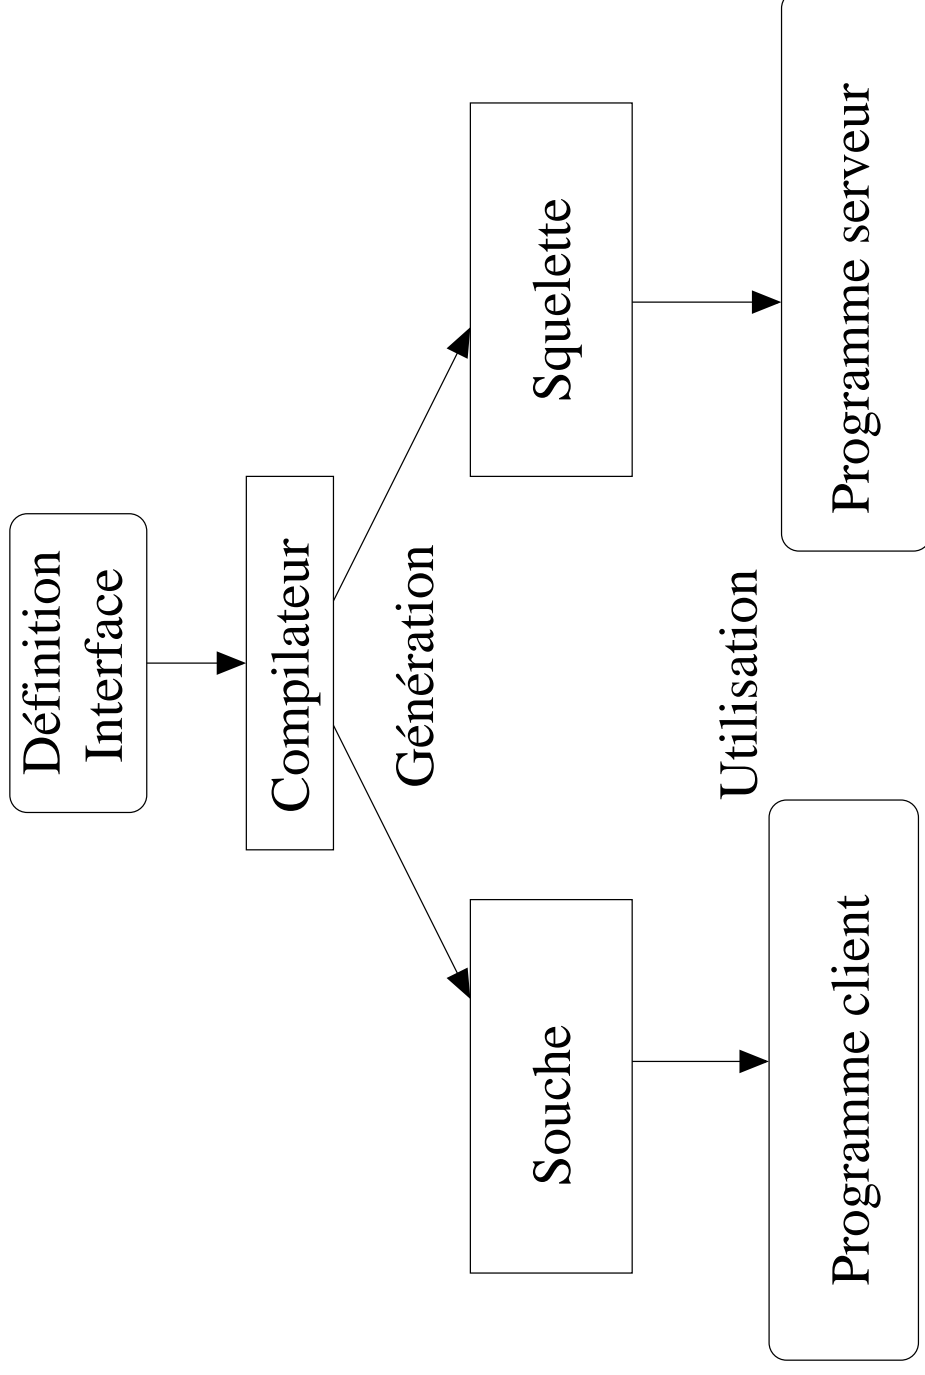 Définition
Interface
Compilateur
Génération
Souche
Squelette
Utilisation
Programme client
Programme serveur